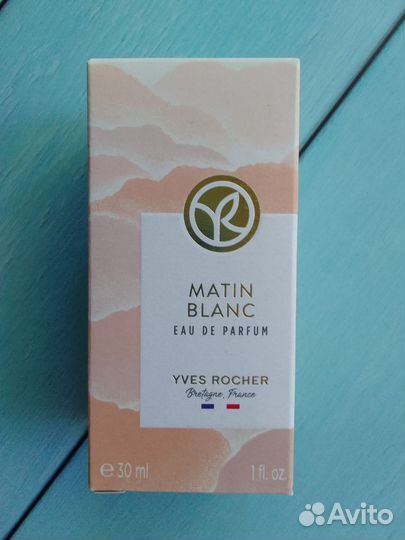 MATIN
BLANC
EAU DE PARFUM
YVES ROCHER
Bretagne, France
℮ 30 ml 1 fl. oz.
Avito